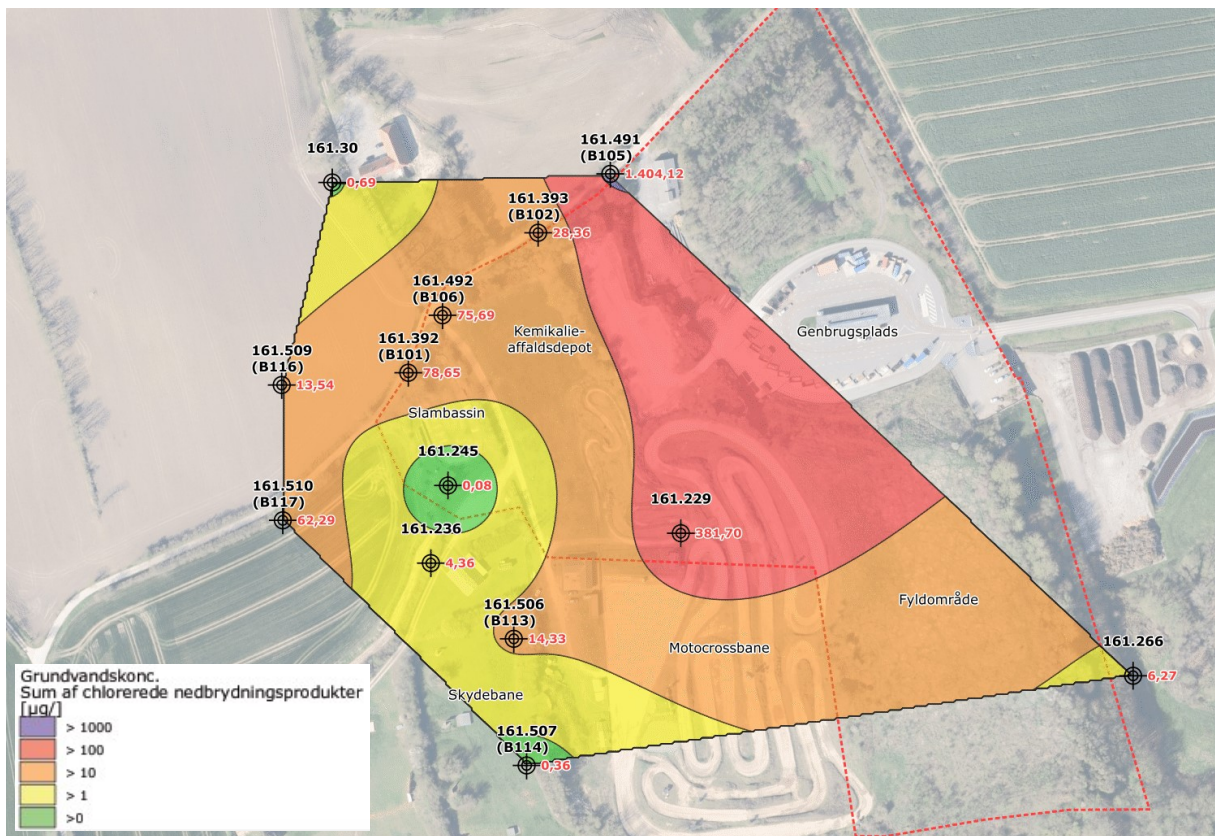 161.30
0,69
161.491
(B105)
1.404,12
161.393
(B102)
28,36
161.492
(B106)
75,69
Kemikalie-
affaldsdepot
Genbrugsplads
161.509
(B116)
13,54
161.392
(B101)
78,65
Slambassin
161.245
0,08
161.510
(B117)
62,29
161.229
381,70
161.236
4,36
161.506
(B113)
14,33
Fyldområde
Motocrossbane
161.266
6,27
Skydebane
161.507
(B114)
0,36
Grundvandskonc.
Sum af chlorerede nedbrydningsprodukter
[µg/]
> 1000
> 100
> 10
> 1
>0